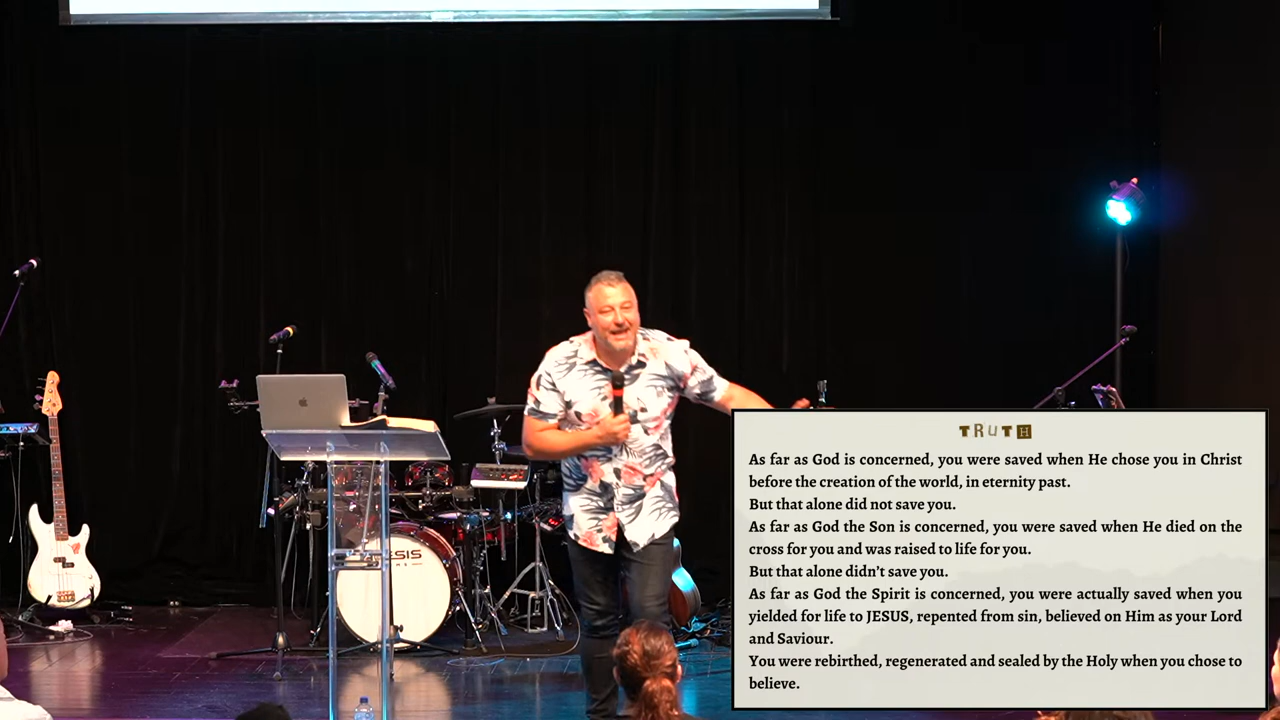 TRUTH
As far as God is concerned, you were saved when He chose you in Christ
before the creation of the world, in eternity past.
But that alone did not save you.
As far as God the Son is concerned, you were saved when He died on the
cross for you and was raised to life for you.
But that alone didn't save you.
As far as God the Spirit is concerned, you were actually saved when you
yielded for life to JESUS, repented from sin, believed on Him as your Lord
and Saviour.
You were rebirthed, regenerated and sealed by the Holy when you chose to
believe.